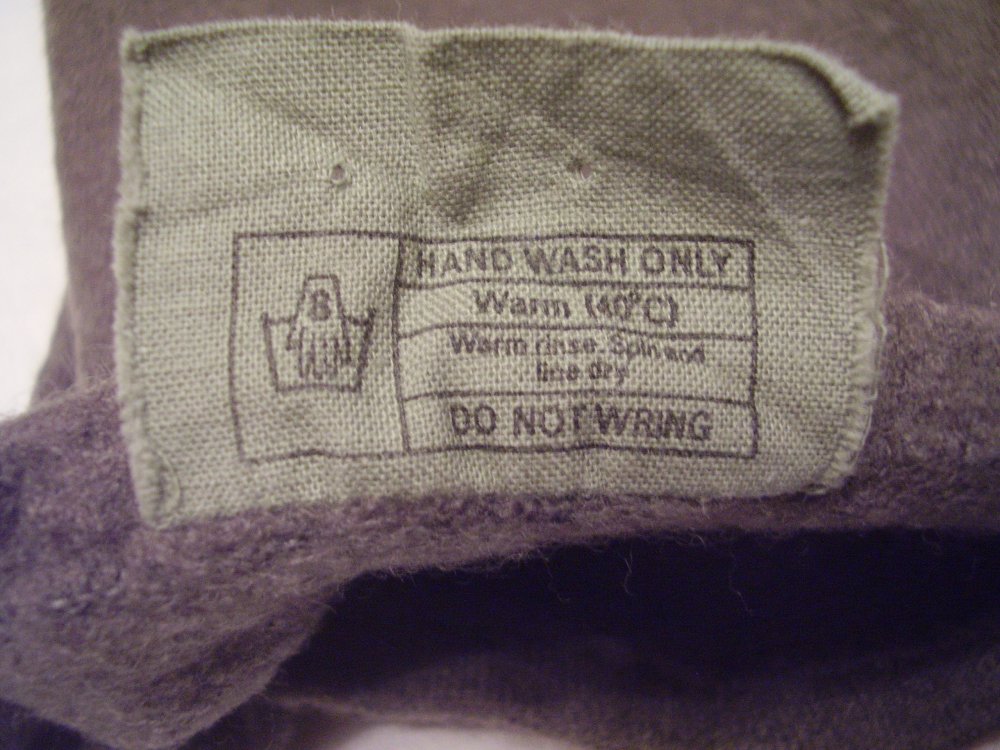 8
HAND WASH ONLY
Warm (40°C)
Warm rinse. Spin and
line dry
DO NOT WRING